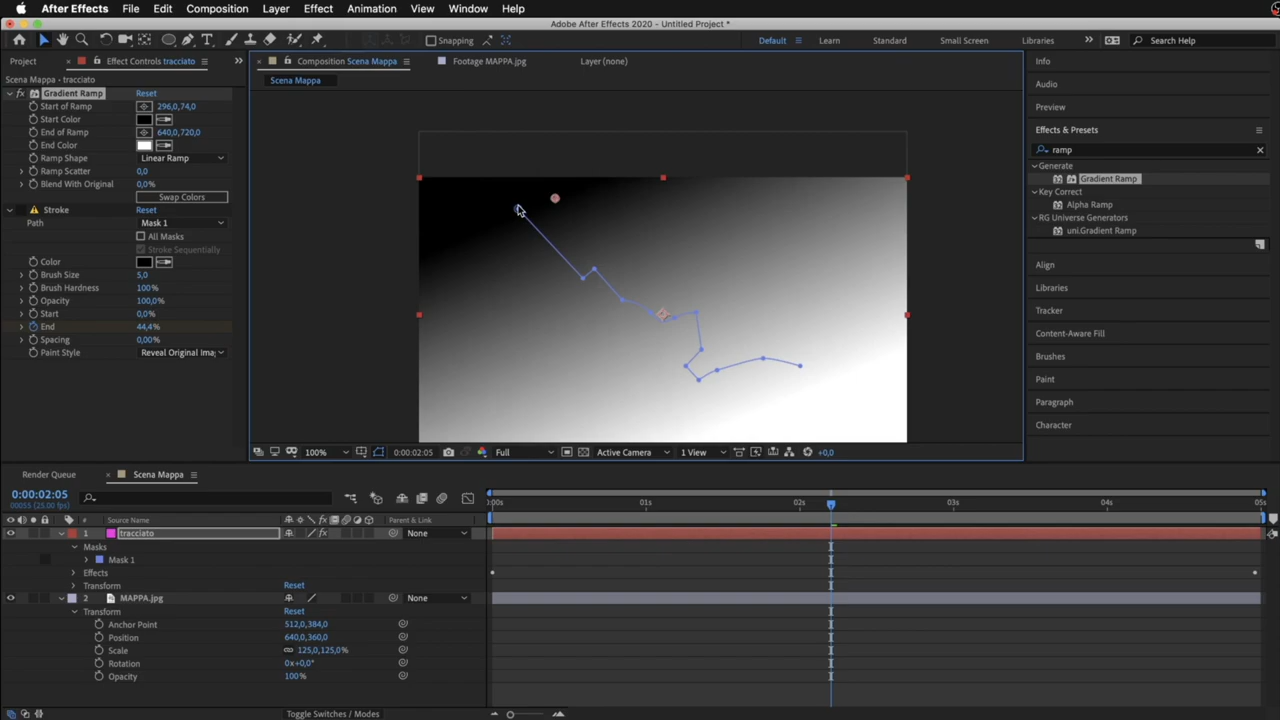 After Effects File Edit Composition Layer Effect Animation View Window Help
Adobe After Effects 2020 - Untitled Project *
Snapping Default Learn Standard Small Screen Libraries Search Help
Project Effect Controls tracciato Composition Scena Mappa Footage MAPPA.jpg Layer (none) Info
Scena Mappa • tracciato Scena Mappa
fx Gradient Ramp Reset Audio
Start of Ramp 296,0,74,0 Preview
Start Color
End of Ramp 640,0,720,0 Effects & Presets
End Color
Ramp Shape Linear Ramp ramp
Ramp Scatter 0,0 Generate
Blend With Original 0,0% Gradient Ramp
Swap Colors Key Correct
Stroke Reset Alpha Ramp
Path Mask 1 RG Universe Generators
All Masks uni.Gradient Ramp
Stroke Sequentially
Color Align
Brush Size 5,0
Brush Hardness 100% Libraries
Opacity 100,0%
Start 0,0% Tracker
End 44,4%
Spacing 0,00% Content-Aware Fill
Paint Style Reveal Original Ima;
Brushes
Paint
Paragraph
Character
100% 0:00:02:05 Full Active Camera 1 View +0,0
Render Queue Scena Mappa
0:00:02:05
00055 (25.00 fps) :00s 01s 02s 03s 04s 05s
# Source Name fx Parent & Link
1 tracciato fx None
Masks
Mask 1
Effects
Transform Reset
2 MAPPA.jpg None
Transform Reset
Anchor Point 512,0,384,0
Position 640,0,360,0
Scale 125,0,125,0%
Rotation 0x+0,0°
Opacity 100%
Toggle Switches / Modes